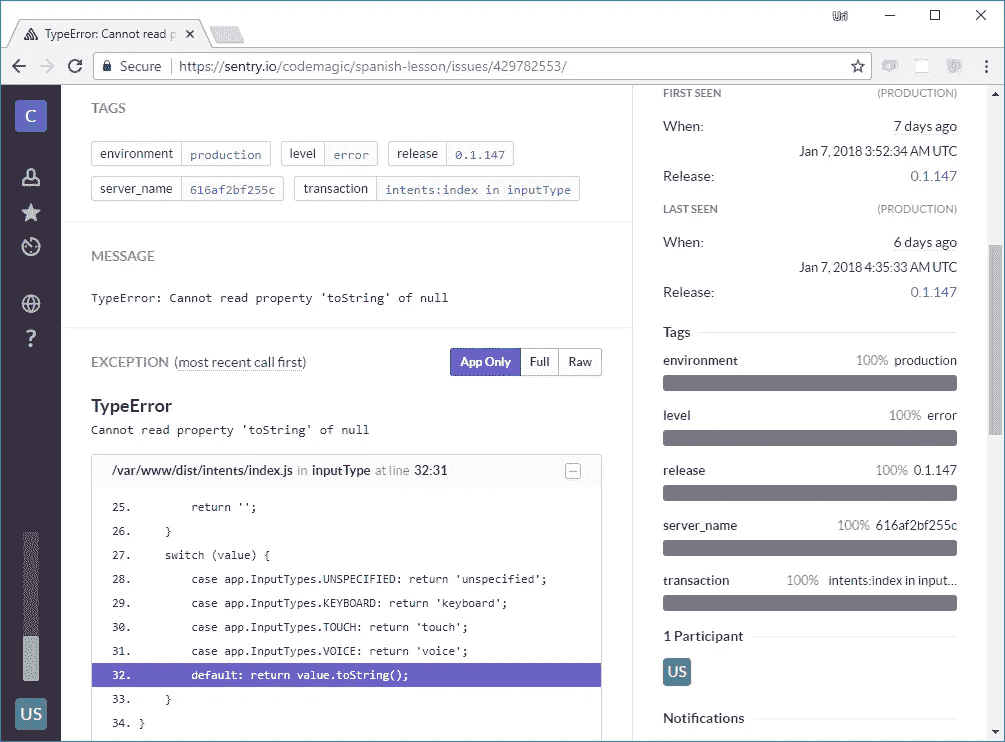 Uri
TypeError: Cannot read p
Secure https://sentry.io/codemagic/spanish-lesson/issues/429782553/
C
?
US
TAGS
environment production level error release 0.1.147
server_name 616af2bf255c transaction intents:index in inputType
MESSAGE
TypeError: Cannot read property 'toString' of null
EXCEPTION (most recent call first) App Only Full Raw
TypeError
Cannot read property 'toString' of null
/var/www/dist/intents/index.js in inputType at line 32:31
25. return '';
26. }
27. switch (value) {
28. case app.InputTypes.UNSPECIFIED: return 'unspecified';
29. case app.InputTypes.KEYBOARD: return 'keyboard';
30. case app.InputTypes.TOUCH: return 'touch';
31. case app.InputTypes.VOICE: return 'voice';
32. default: return value.toString();
33. }
34. }
FIRST SEEN (PRODUCTION)
When: 7 days ago
Jan 7, 2018 3:52:34 AM UTC
Release: 0.1.147
LAST SEEN (PRODUCTION)
When: 6 days ago
Jan 7, 2018 4:35:33 AM UTC
Release: 0.1.147
Tags
environment 100% production
level 100% error
release 100% 0.1.147
server_name 100% 616af2bf255c
transaction 100% intents:index in input...
1 Participant
US
Notifications